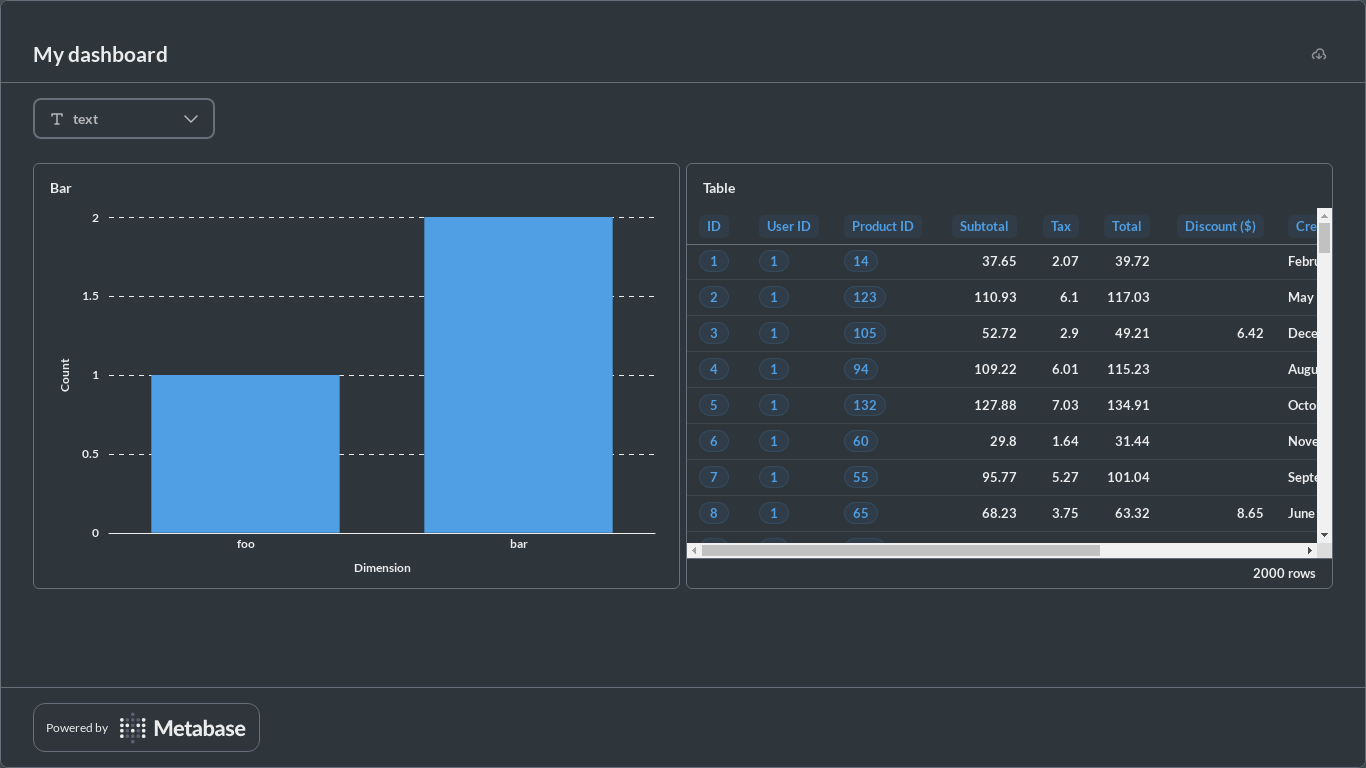 My dashboard
text
Bar
2
1.5
1
0.5
0
Count
foo bar
Dimension
Table
ID User ID Product ID Subtotal Tax Total Discount ($) Cre
1 1 14 37.65 2.07 39.72 Febru
2 1 123 110.93 6.1 117.03 May
3 1 105 52.72 2.9 49.21 6.42 Dece
4 1 94 109.22 6.01 115.23 Augu
5 1 132 127.88 7.03 134.91 Octo
6 1 60 29.8 1.64 31.44 Nove
7 1 55 95.77 5.27 101.04 Septe
8 1 65 68.23 3.75 63.32 8.65 June
2000 rows
Powered by Metabase